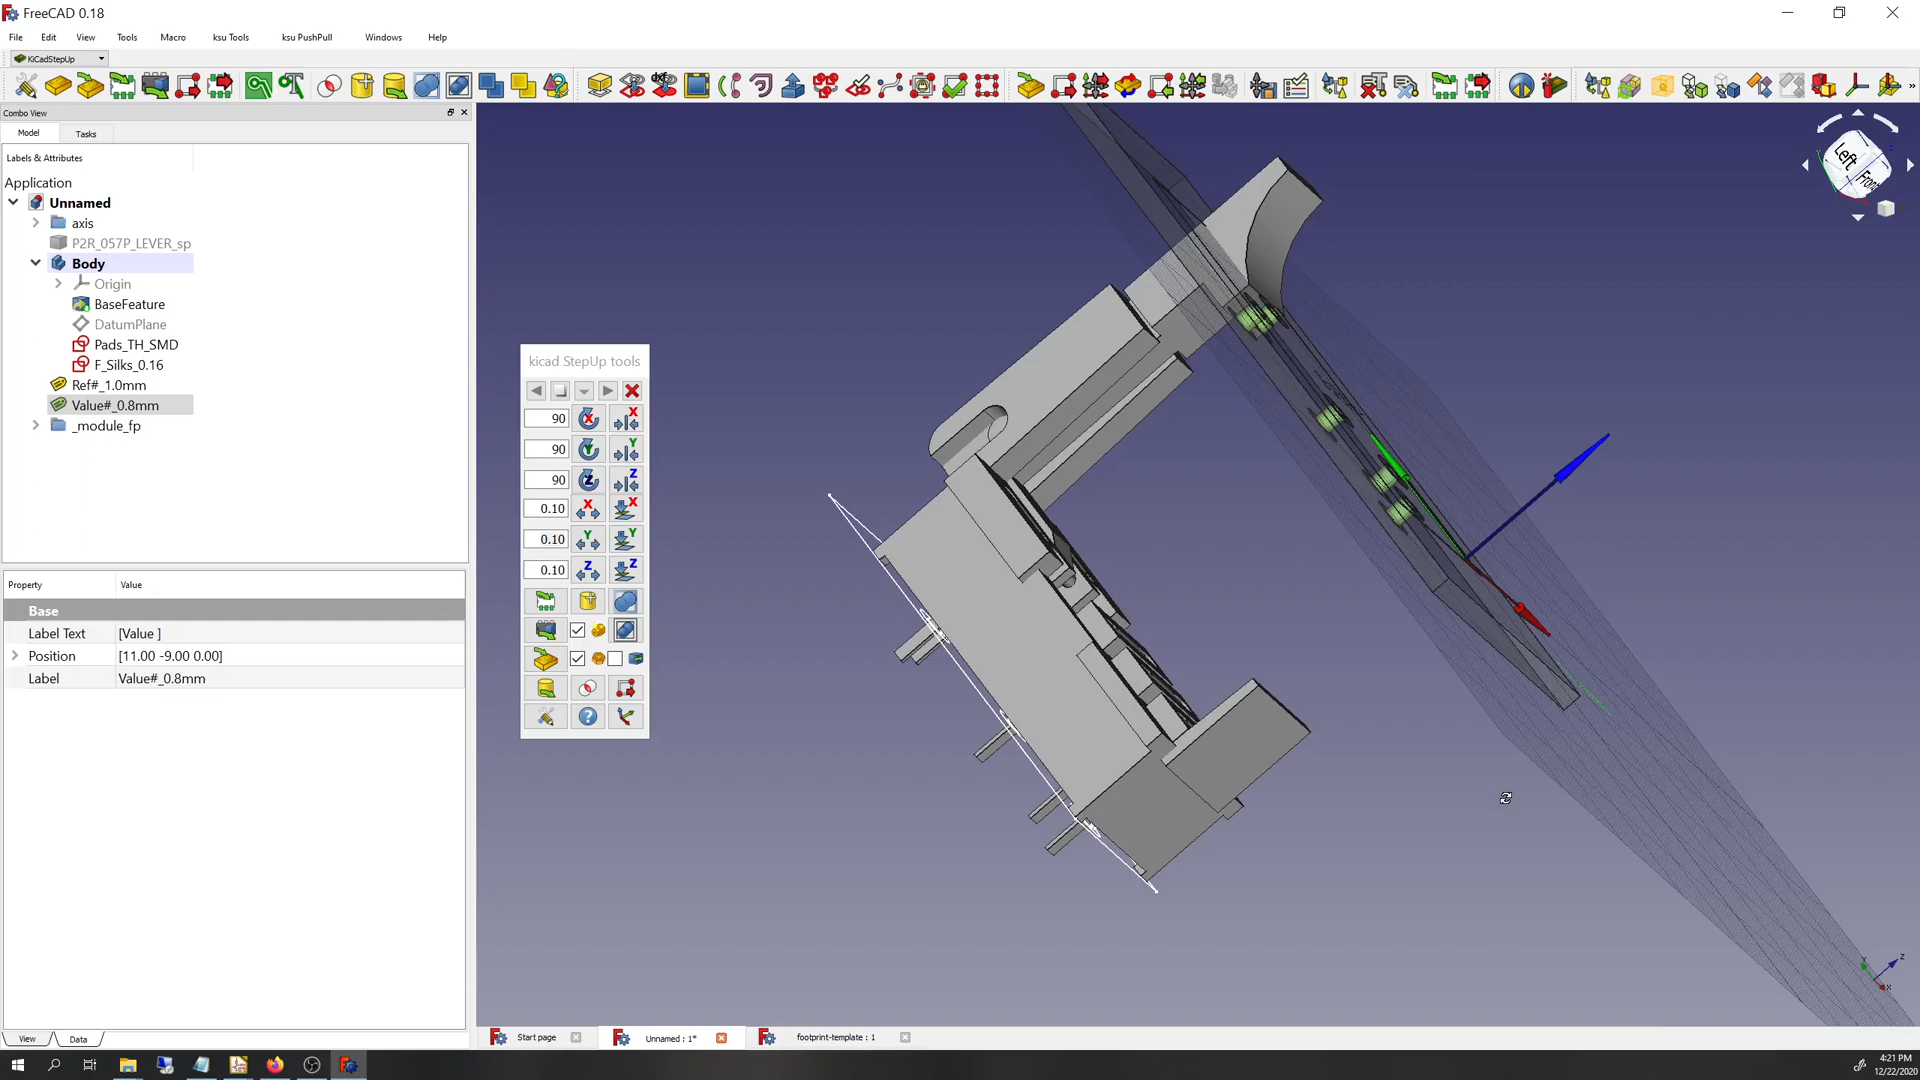 FreeCAD 0.18
File Edit View Tools Macro ksu Tools ksu PushPull Windows Help
KiCadStepUp
dxf
Combo View
Model Tasks
Labels & Attributes
Application
Unnamed
axis
P2R_057P_LEVER_sp
Body
Origin
BaseFeature
DatumPlane
Pads_TH_SMD
F_Silks_0.16
Ref#_1.0mm
Value#_0.8mm
_module_fp
kicad StepUp tools
90 X X
90 Y Y
90 Z Z
0.10 X X
0.10 Y Y
0.10 Z Z
Left
Front
Property Value
Base
Label Text [Value ]
Position [11.00 -9.00 0.00]
Label Value#_0.8mm
Y Z
X
View Data
Start page Unnamed : 1* footprint-template : 1
4:21 PM
12/22/2020